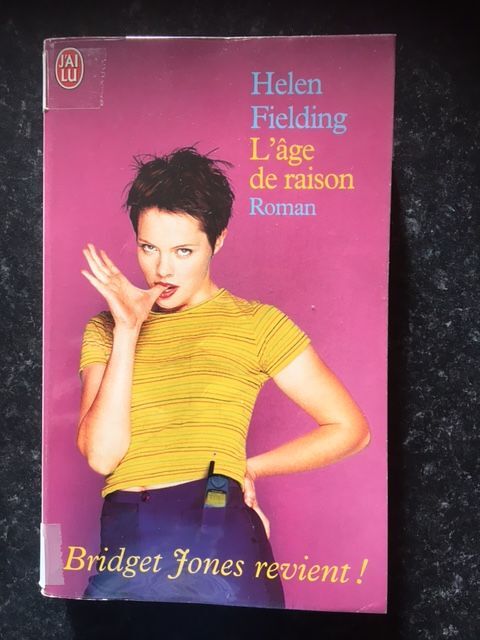 J'AI
LU
Helen
Fielding
L'âge
de raison
Roman
Bridget Jones revient !